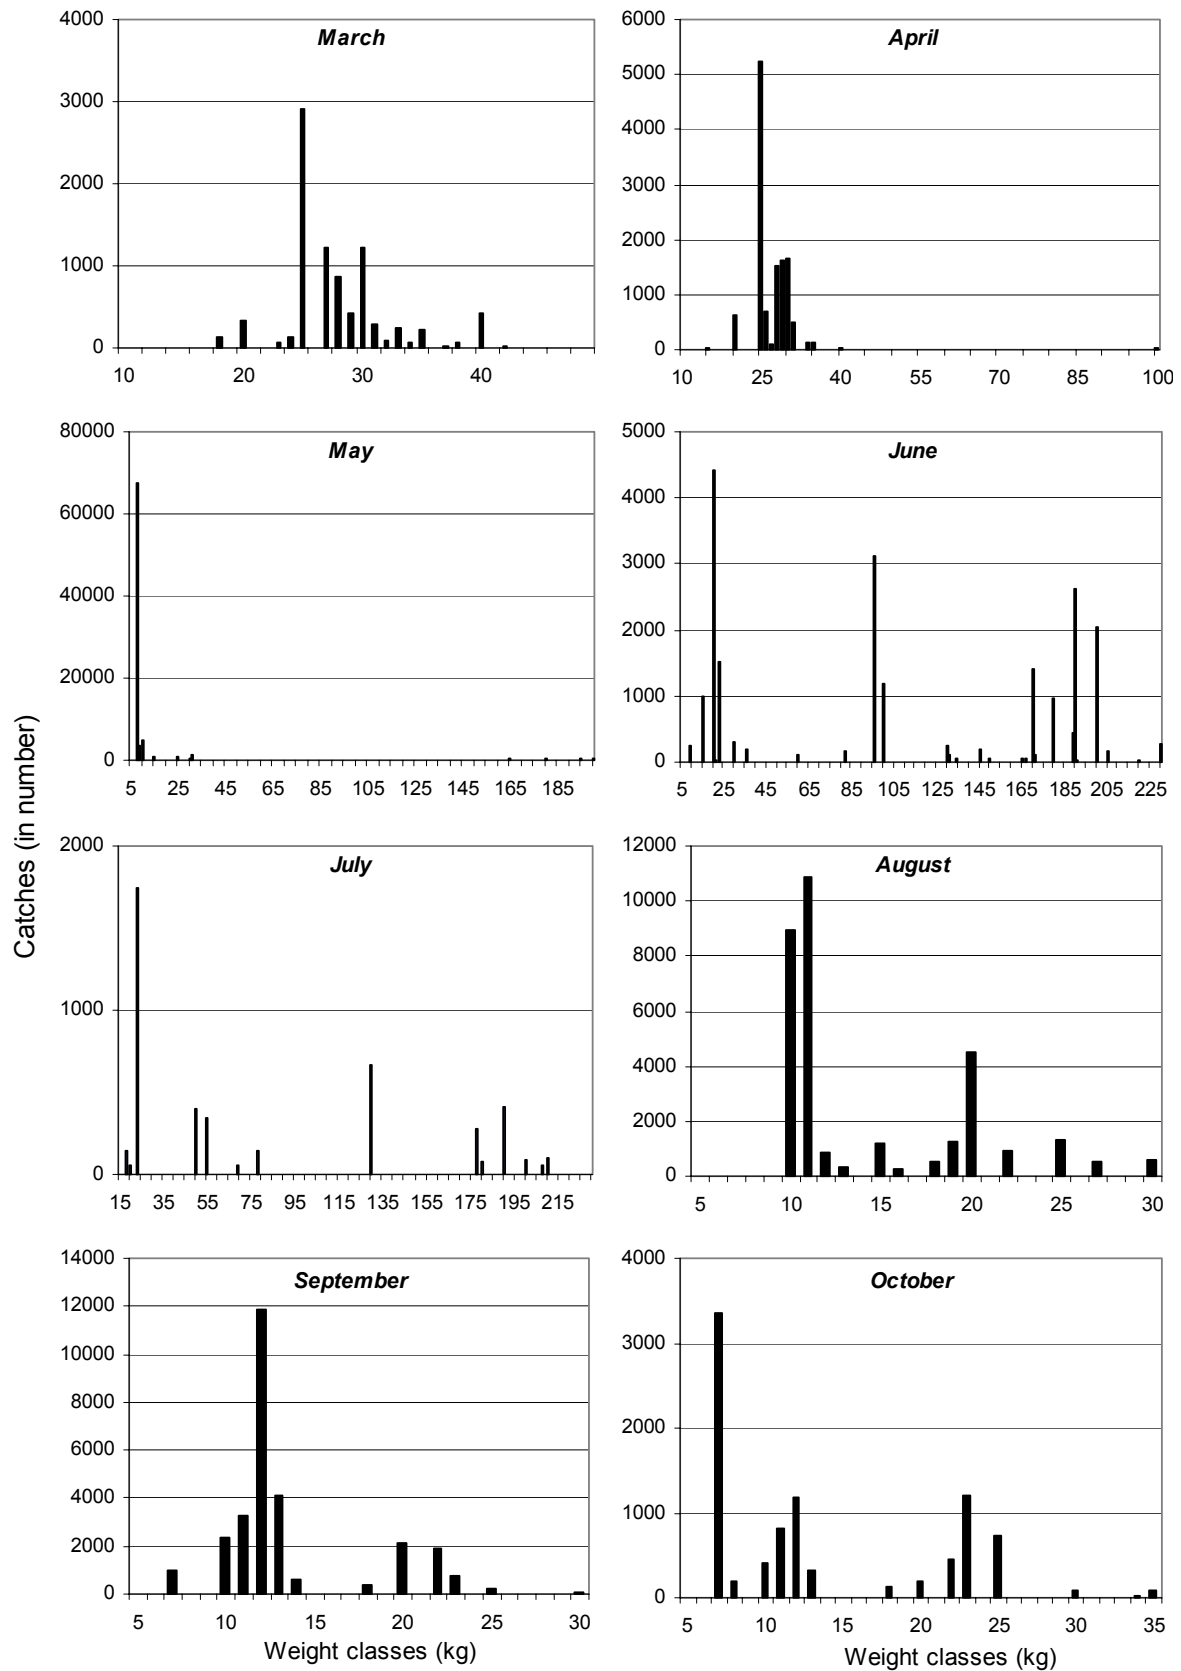 Catches (in number)
March
4000
3000
2000
1000
0
10 20 30 40
April
6000
5000
4000
3000
2000
1000
0
10 25 40 55 70 85 100
May
80000
60000
40000
20000
0
5 25 45 65 85 105 125 145 165 185
June
5000
4000
3000
2000
1000
0
5 25 45 65 85 105 125 145 165 185 205 225
July
2000
1000
0
15 35 55 75 95 115 135 155 175 195 215
August
12000
10000
8000
6000
4000
2000
0
5 10 15 20 25 30
September
14000
12000
10000
8000
6000
4000
2000
0
5 10 15 20 25 30
Weight classes (kg)
October
4000
3000
2000
1000
0
5 10 15 20 25 30 35
Weight classes (kg)